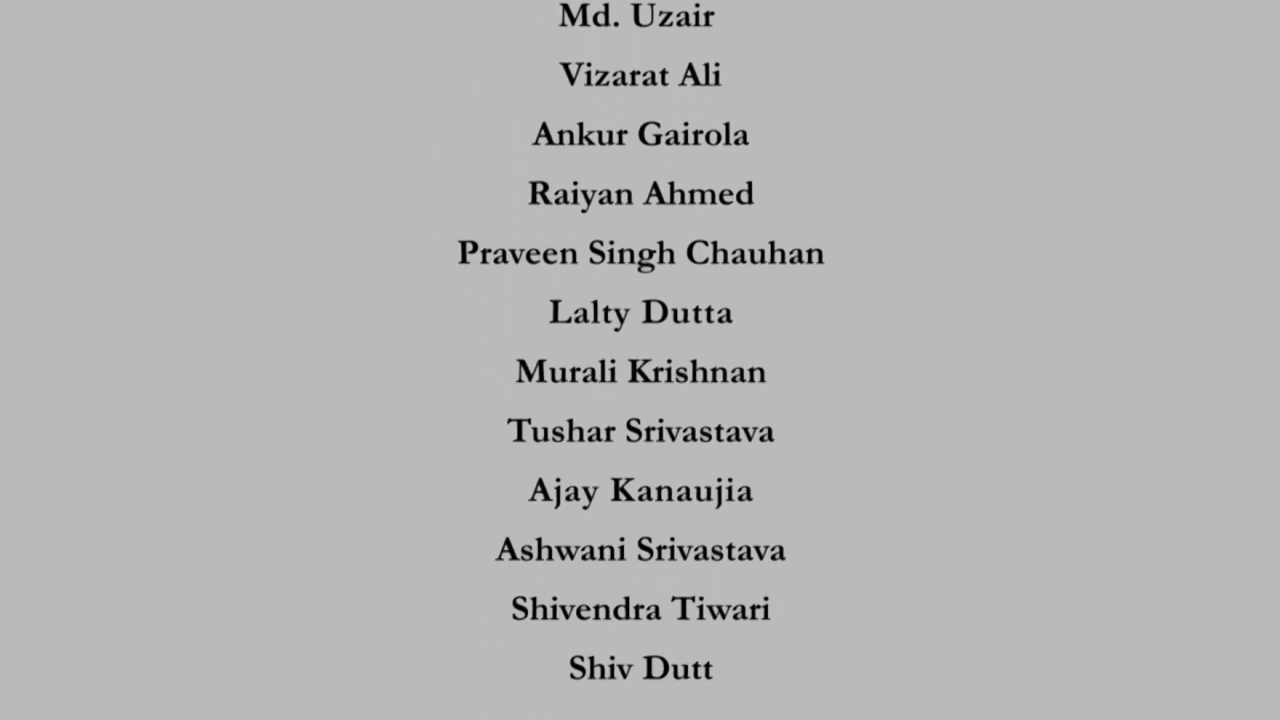 Md. Uzair
Vizarat Ali
Ankur Gairola
Raiyan Ahmed
Praveen Singh Chauhan
Lalty Dutta
Murali Krishnan
Tushar Srivastava
Ajay Kanaujia
Ashwani Srivastava
Shivendra Tiwari
Shiv Dutt